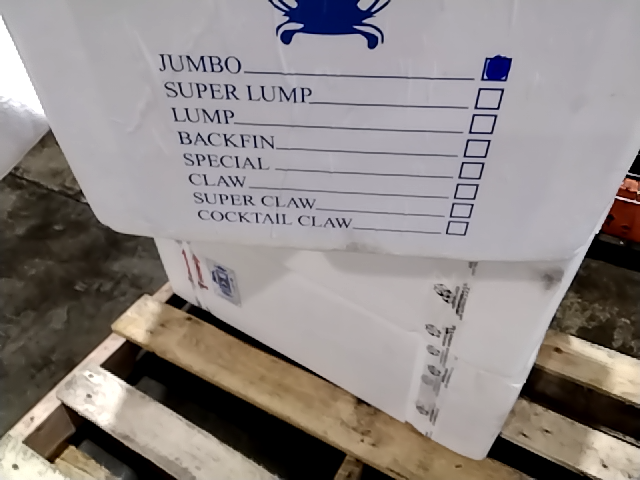 JUMBO
SUPER LUMP
LUMP
BACKFIN
SPECIAL
CLAW
SUPER CLAW
COCKTAIL CLAW